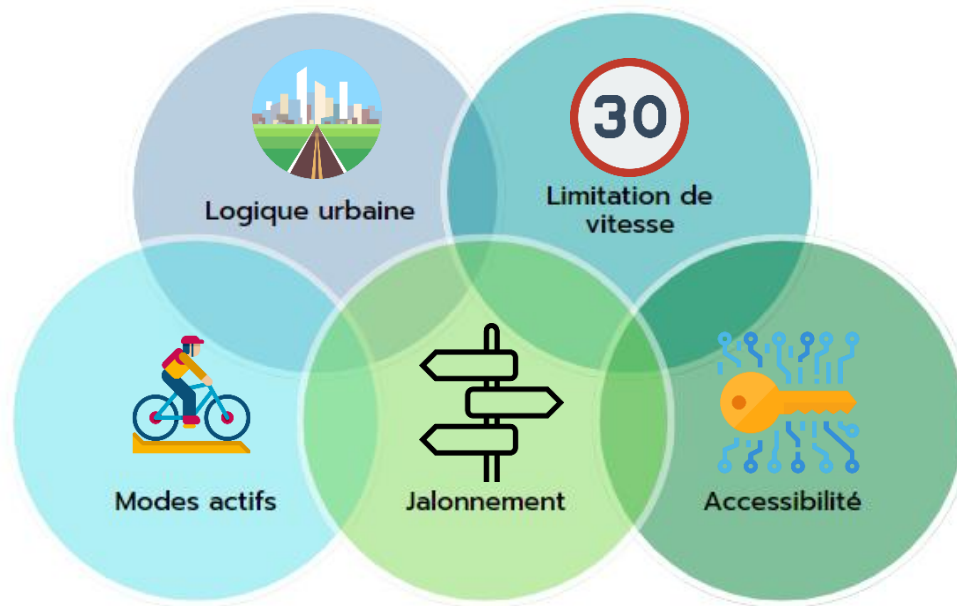 30
Logique urbaine
Limitation de
vitesse
Modes actifs
Jalonnement
Accessibilité